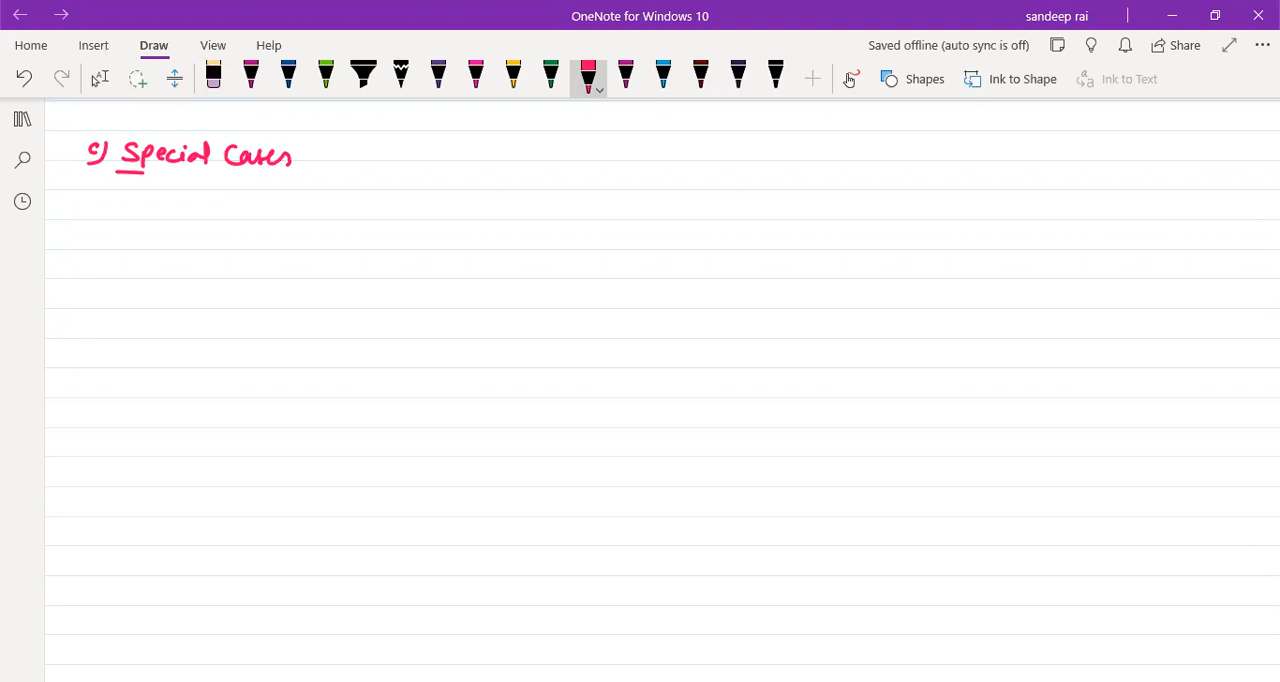 OneNote for Windows 10
sandeep rai
Home Insert Draw View Help
Saved offline (auto sync is off)
Share
Shapes
Ink to Shape
Ink to Text
c) Special Cases